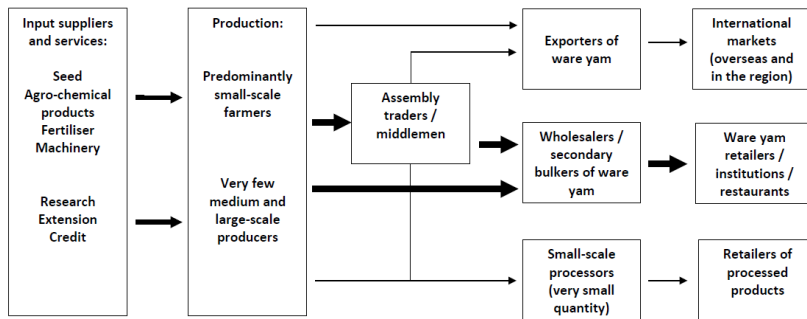 Input suppliers
and services:
Seed
Agro-chemical
products
Fertiliser
Machinery
Research
Extension
Credit
Production:
Predominantly
small-scale
farmers
Very few
medium and
large-scale
producers
Assembly
traders /
middlemen
Exporters of
ware yam
International
markets
(overseas and
in the region)
Wholesalers /
secondary
bulkers of ware
yam
Ware yam
retailers /
institutions /
restaurants
Small-scale
processors
(very small
quantity)
Retailers of
processed
products